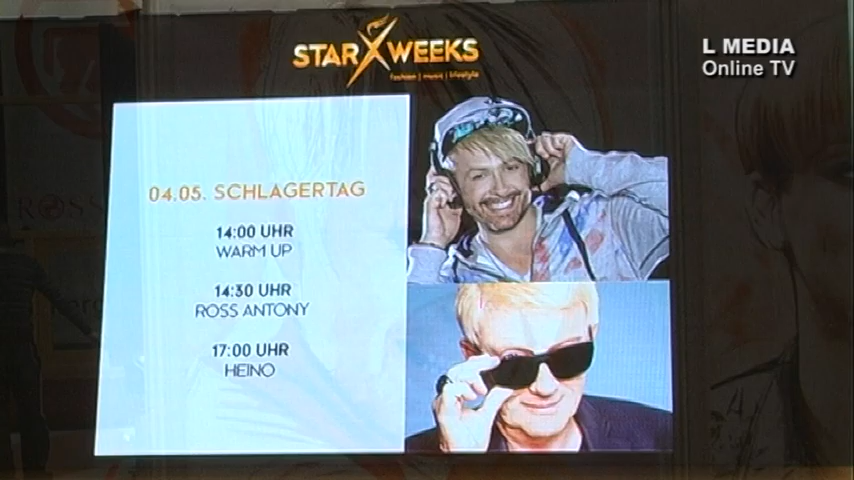 STAR WEEKS
fashion | music | lifestyle
L MEDIA
Online TV
04.05. SCHLAGERTAG
14:00 UHR
WARM UP
14:30 UHR
ROSS ANTONY
17:00 UHR
HEINO
ROSS